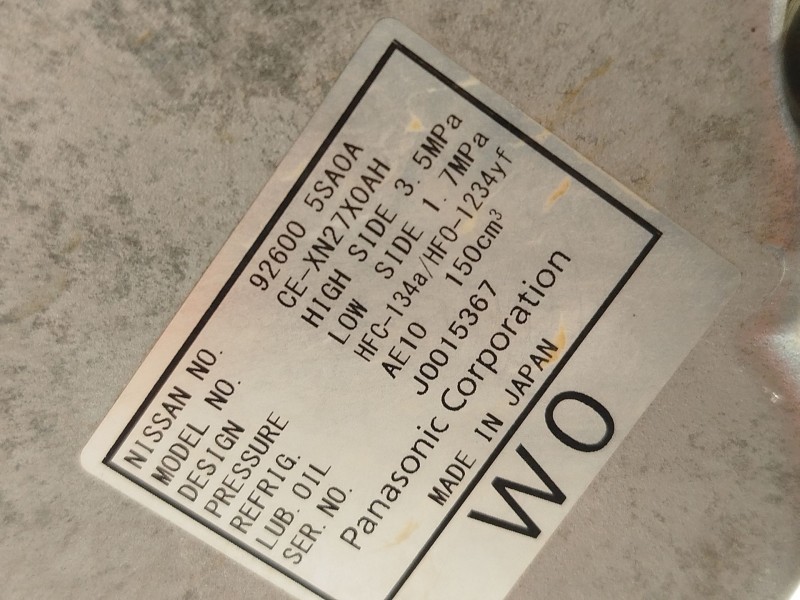 NISSAN NO. 92600 5SA0A
MODEL NO. CE-XN27X0AH
DESIGN HIGH SIDE 3.5MPa
PRESSURE LOW SIDE 1.7MPa
REFRIG. HFC-134a/HFO-1234yf
LUB. OIL AE10 150cm³
SER. NO. J0015367
Panasonic Corporation
MADE IN JAPAN
WO